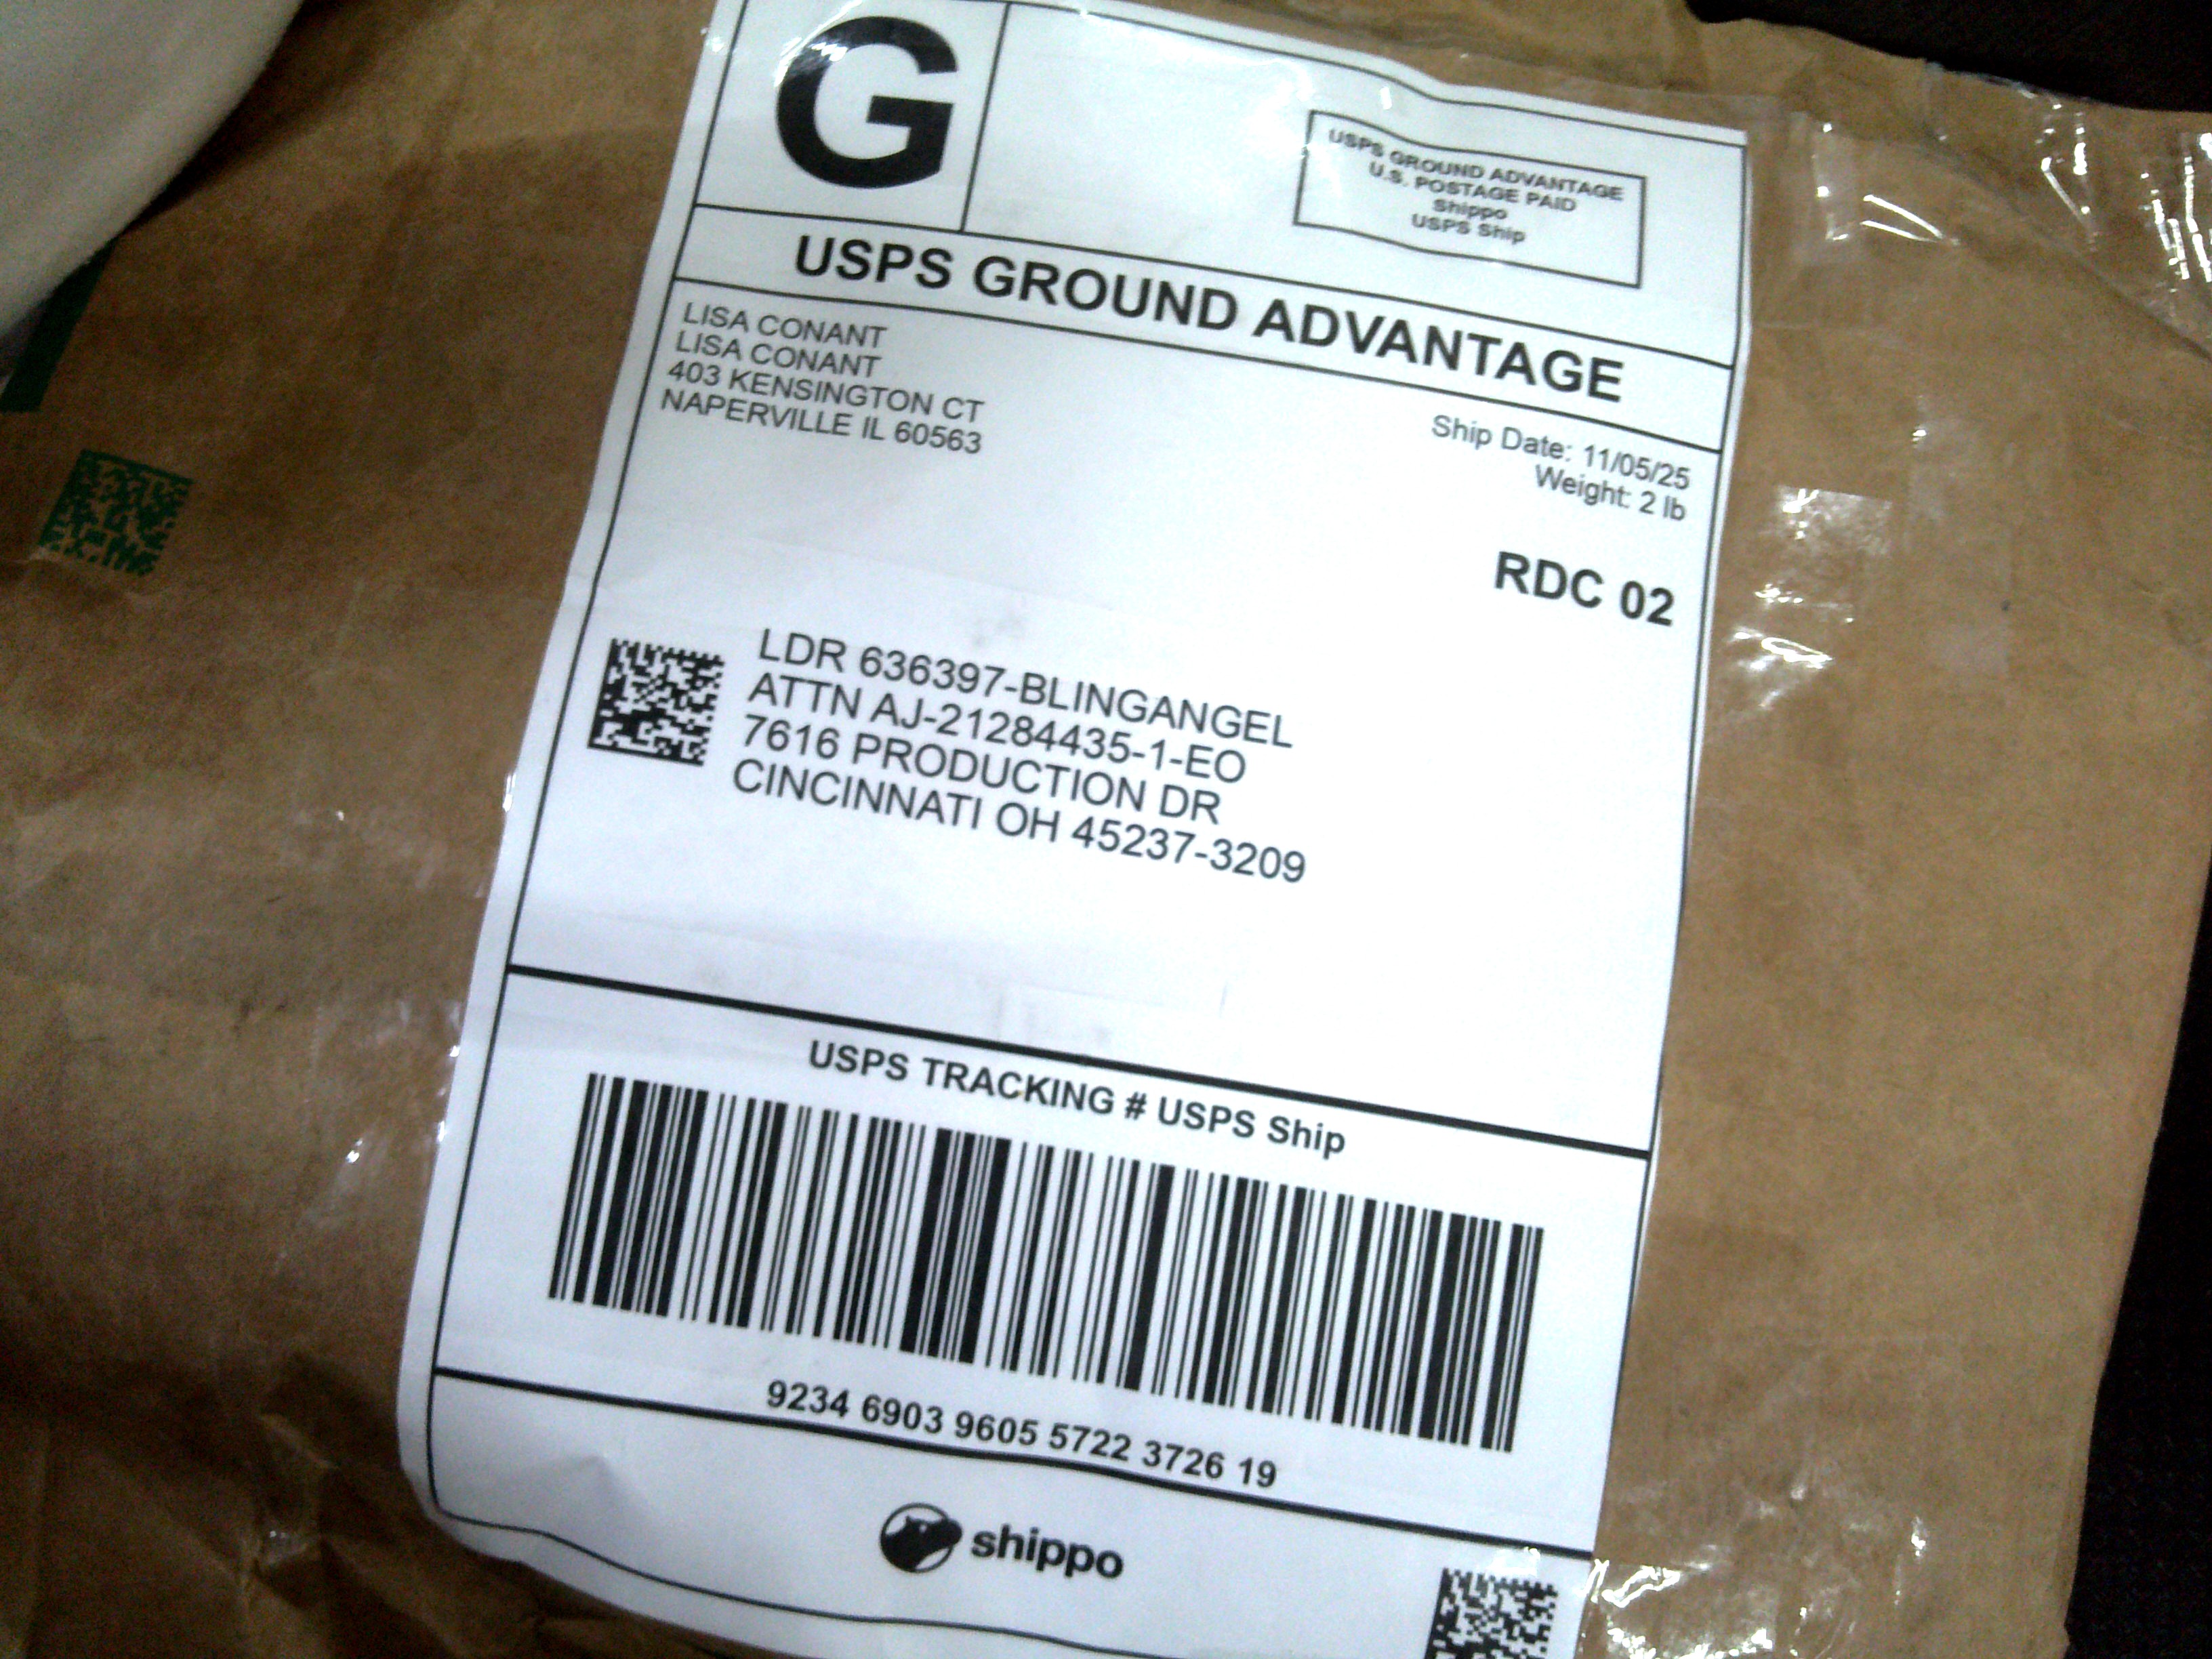 G
USPS GROUND ADVANTAGE
U.S. POSTAGE PAID
Shippo
USPS Ship
USPS GROUND ADVANTAGE
LISA CONANT
LISA CONANT
403 KENSINGTON CT
NAPERVILLE IL 60563
Ship Date: 11/05/25
Weight: 2 lb
RDC 02
LDR 636397-BLINGANGEL
ATTN AJ-21284435-1-EO
7616 PRODUCTION DR
CINCINNATI OH 45237-3209
USPS TRACKING # USPS Ship
9234 6903 9605 5722 3726 19
shippo